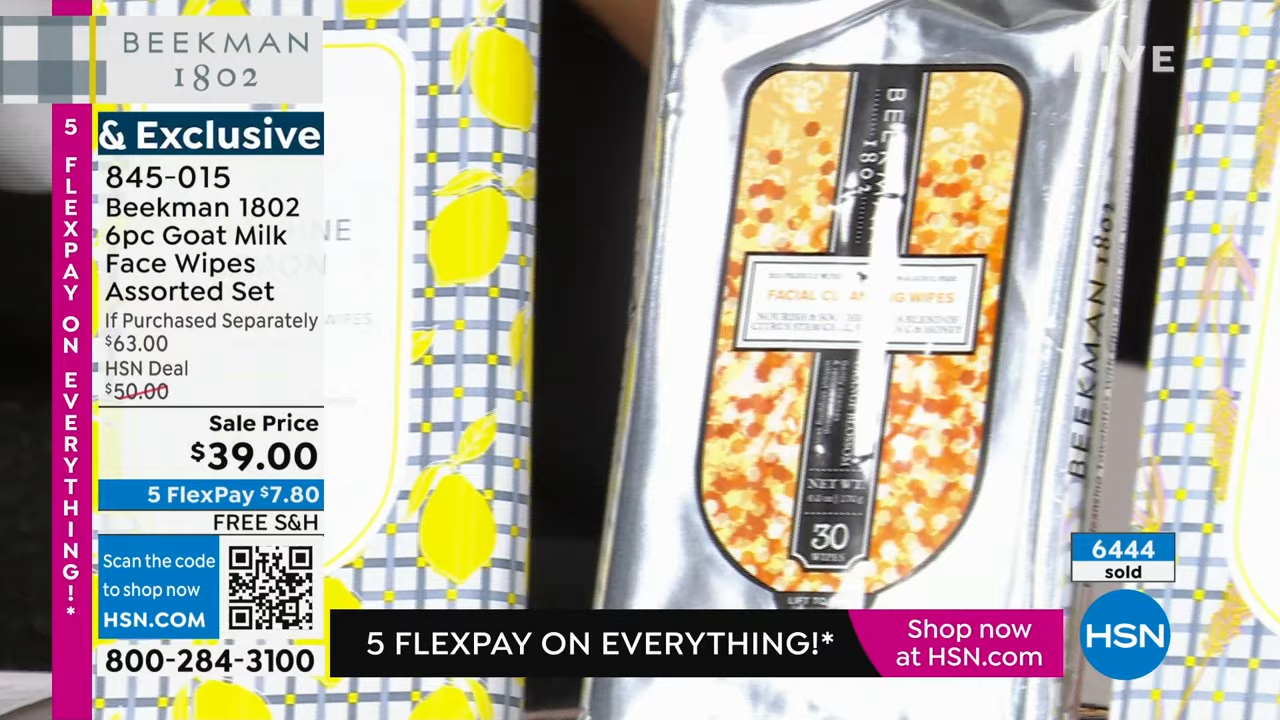 BEEKMAN
1802
& Exclusive
845-015
Beekman 1802
6pc Goat Milk
Face Wipes
Assorted Set
If Purchased Separately
$63.00
HSN Deal
$50.00
Sale Price
$39.00
5 FlexPay $7.80
FREE S&H
Scan the code
to shop now
HSN.COM
800-284-3100
5 FLEXPAY ON EVERYTHING!*
5 FLEXPAY ON EVERYTHING!*
Shop now
at HSN.com
LIVE
6444
sold
HSN
BEEKMAN
1802
FACIAL WIPES
NET WT.
30
WIPES
BEEKMAN 1802